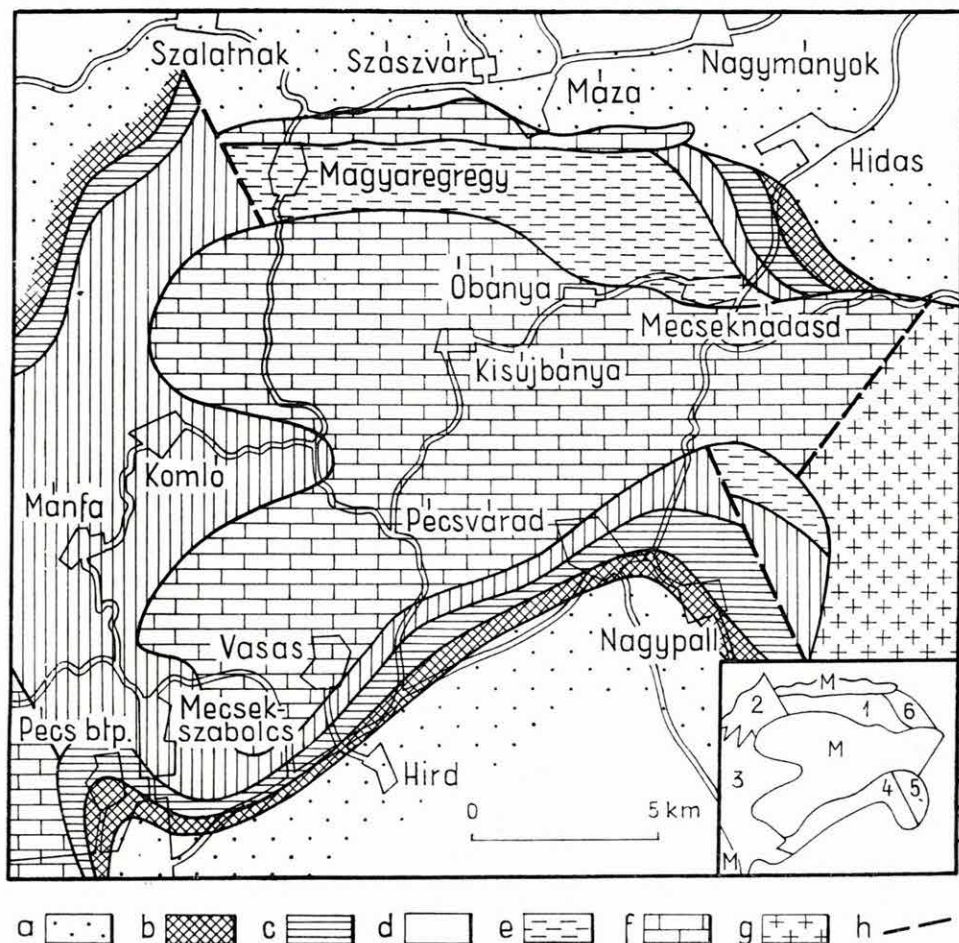 Szalatnak
Szászvár
Nagymányok
Máza
Hidas
Magyaregregy
Óbánya
Mecseknádasd
Kisújbánya
Komló
Mánfa
Pécsvárad
Vasas
Nagypall
Mecsek-
szabolcs
Pécs btp.
Hird
0 5 km
M
2 1 6
M
3
4 5
M
a b c d e f g h